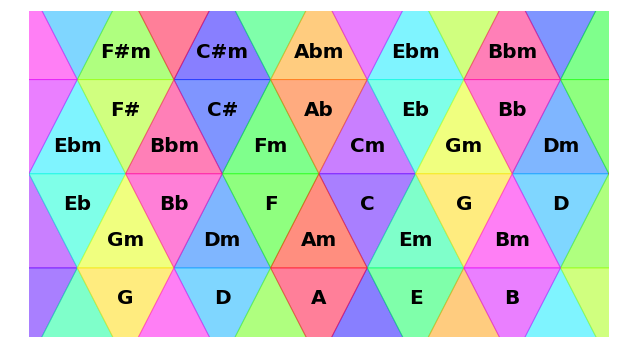 F#m C#m Abm Ebm Bbm
F# C# Ab Eb Bb
Ebm Bbm Fm Cm Gm Dm
Eb Bb F C G D
Gm Dm Am Em Bm
G D A E B